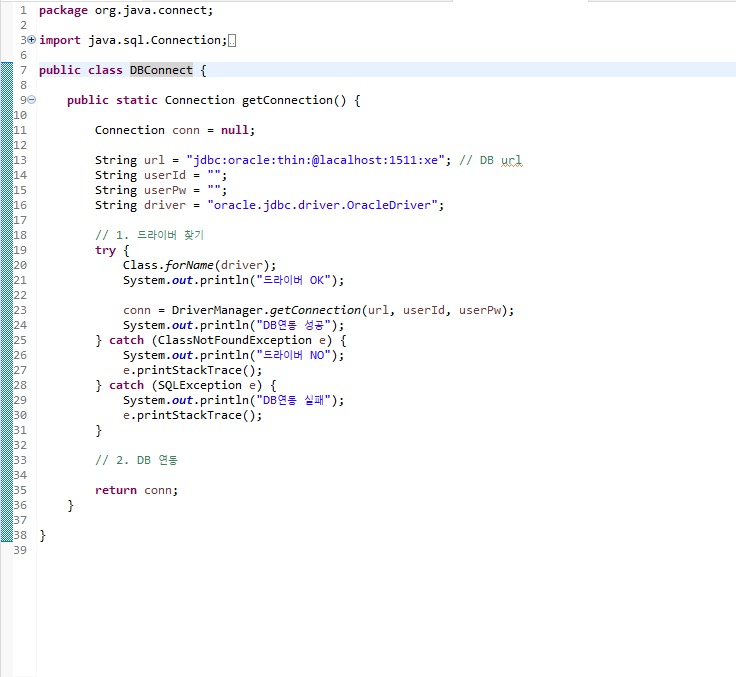 1 package org.java.connect;
2
3 import java.sql.Connection;
6
7 public class DBConnect {
8
9 public static Connection getConnection() {
10
11 Connection conn = null;
12
13 String url = "jdbc:oracle:thin:@lacalhost:1511:xe"; // DB url
14 String userId = "";
15 String userPw = "";
16 String driver = "oracle.jdbc.driver.OracleDriver";
17
18 // 1. 드라이버 찾기
19 try {
20 Class.forName(driver);
21 System.out.println("드라이버 OK");
22
23 conn = DriverManager.getConnection(url, userId, userPw);
24 System.out.println("DB연동 성공");
25 } catch (ClassNotFoundException e) {
26 System.out.println("드라이버 NO");
27 e.printStackTrace();
28 } catch (SQLException e) {
29 System.out.println("DB연동 실패");
30 e.printStackTrace();
31 }
32
33 // 2. DB 연동
34
35 return conn;
36 }
37
38 }
39